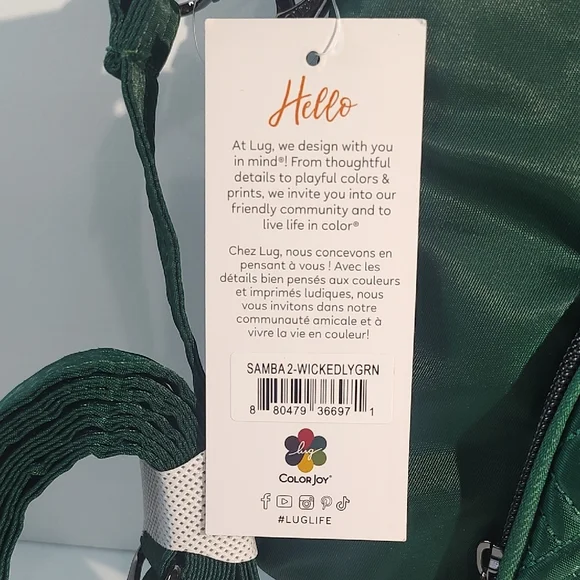 Hello
At Lug, we design with you
in mind®! From thoughtful
details to playful colors &
prints, we invite you into our
friendly community and to
live life in color®
Chez Lug, nous concevons en
pensant à vous ! Avec les
détails bien pensés aux couleurs
et imprimés ludiques, nous
vous invitons dans notre
communauté amicale et à
vivre la vie en couleur!
SAMBA 2-WICKEDLYGRN
8 80479 36697 1
lug
COLOR JOY®
#LUGLIFE